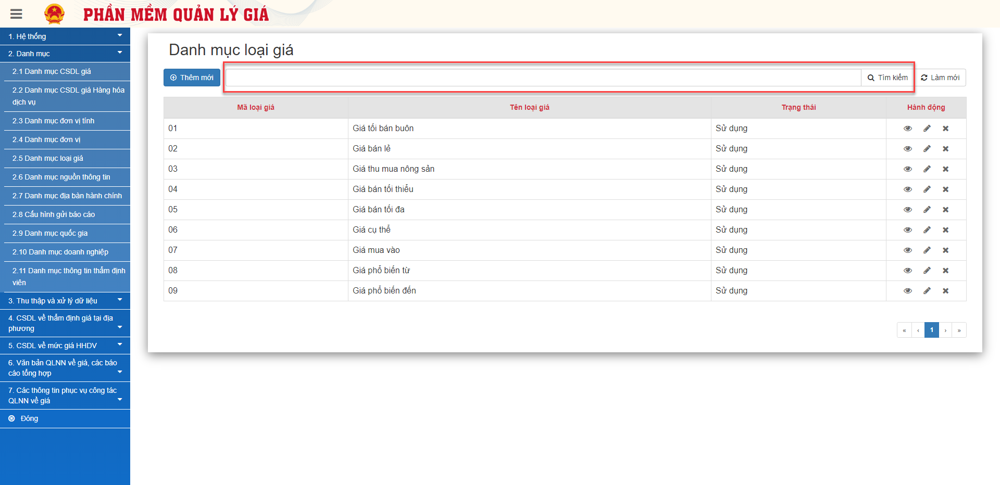 PHẦN MỀM QUẢN LÝ GIÁ
1. Hệ thống
2. Danh mục
2.1 Danh mục CSDL giá
2.2 Danh mục CSDL giá Hàng hóa
dịch vụ
2.3 Danh mục đơn vị tính
2.4 Danh mục đơn vị
2.5 Danh mục loại giá
2.6 Danh mục nguồn thông tin
2.7 Danh mục địa bàn hành chính
2.8 Cấu hình gửi báo cáo
2.9 Danh mục quốc gia
2.10 Danh mục doanh nghiệp
2.11 Danh mục thông tin thẩm định
viên
3. Thu thập và xử lý dữ liệu
4. CSDL về thẩm định giá tại địa
phương
5. CSDL về mức giá HHDV
6. Văn bản QLNN về giá, các báo
cáo tổng hợp
7. Các thông tin phục vụ công tác
QLNN về giá
Đóng
Danh mục loại giá
Thêm mới Tìm kiếm Làm mới
Mã loại giá Tên loại giá Trạng thái Hành động
01 Giá tối bán buôn Sử dụng
02 Giá bán lẻ Sử dụng
03 Giá thu mua nông sản Sử dụng
04 Giá bán tối thiểu Sử dụng
05 Giá bán tối đa Sử dụng
06 Giá cụ thể Sử dụng
07 Giá mua vào Sử dụng
08 Giá phổ biến từ Sử dụng
09 Giá phổ biến đến Sử dụng
« ‹ 1 › »